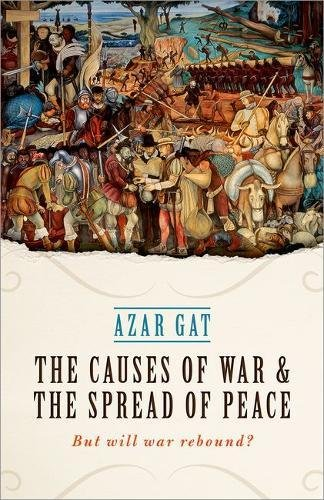 AZAR GAT
THE CAUSES OF WAR &
THE SPREAD OF PEACE
But will war rebound?